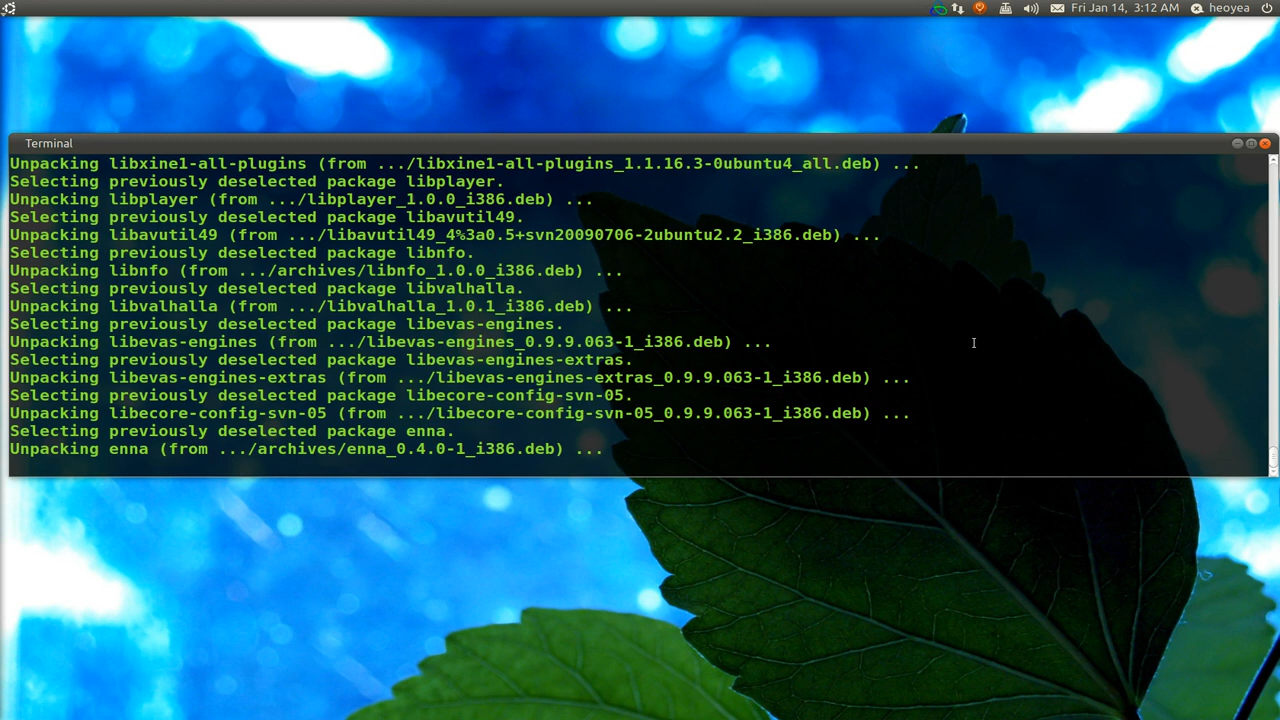 Fri Jan 14, 3:12 AM heoyea
Terminal
Unpacking libxine1-all-plugins (from .../libxine1-all-plugins_1.1.16.3-0ubuntu4_all.deb) ...
Selecting previously deselected package libplayer.
Unpacking libplayer (from .../libplayer_1.0.0_i386.deb) ...
Selecting previously deselected package libavutil49.
Unpacking libavutil49 (from .../libavutil49_4%3a0.5+svn20090706-2ubuntu2.2_i386.deb) ...
Selecting previously deselected package libnfo.
Unpacking libnfo (from .../archives/libnfo_1.0.0_i386.deb) ...
Selecting previously deselected package libvalhalla.
Unpacking libvalhalla (from .../libvalhalla_1.0.1_i386.deb) ...
Selecting previously deselected package libevas-engines.
Unpacking libevas-engines (from .../libevas-engines_0.9.9.063-1_i386.deb) ...
Selecting previously deselected package libevas-engines-extras.
Unpacking libevas-engines-extras (from .../libevas-engines-extras_0.9.9.063-1_i386.deb) ...
Selecting previously deselected package libecore-config-svn-05.
Unpacking libecore-config-svn-05 (from .../libecore-config-svn-05_0.9.9.063-1_i386.deb) ...
Selecting previously deselected package enna.
Unpacking enna (from .../archives/enna_0.4.0-1_i386.deb) ...